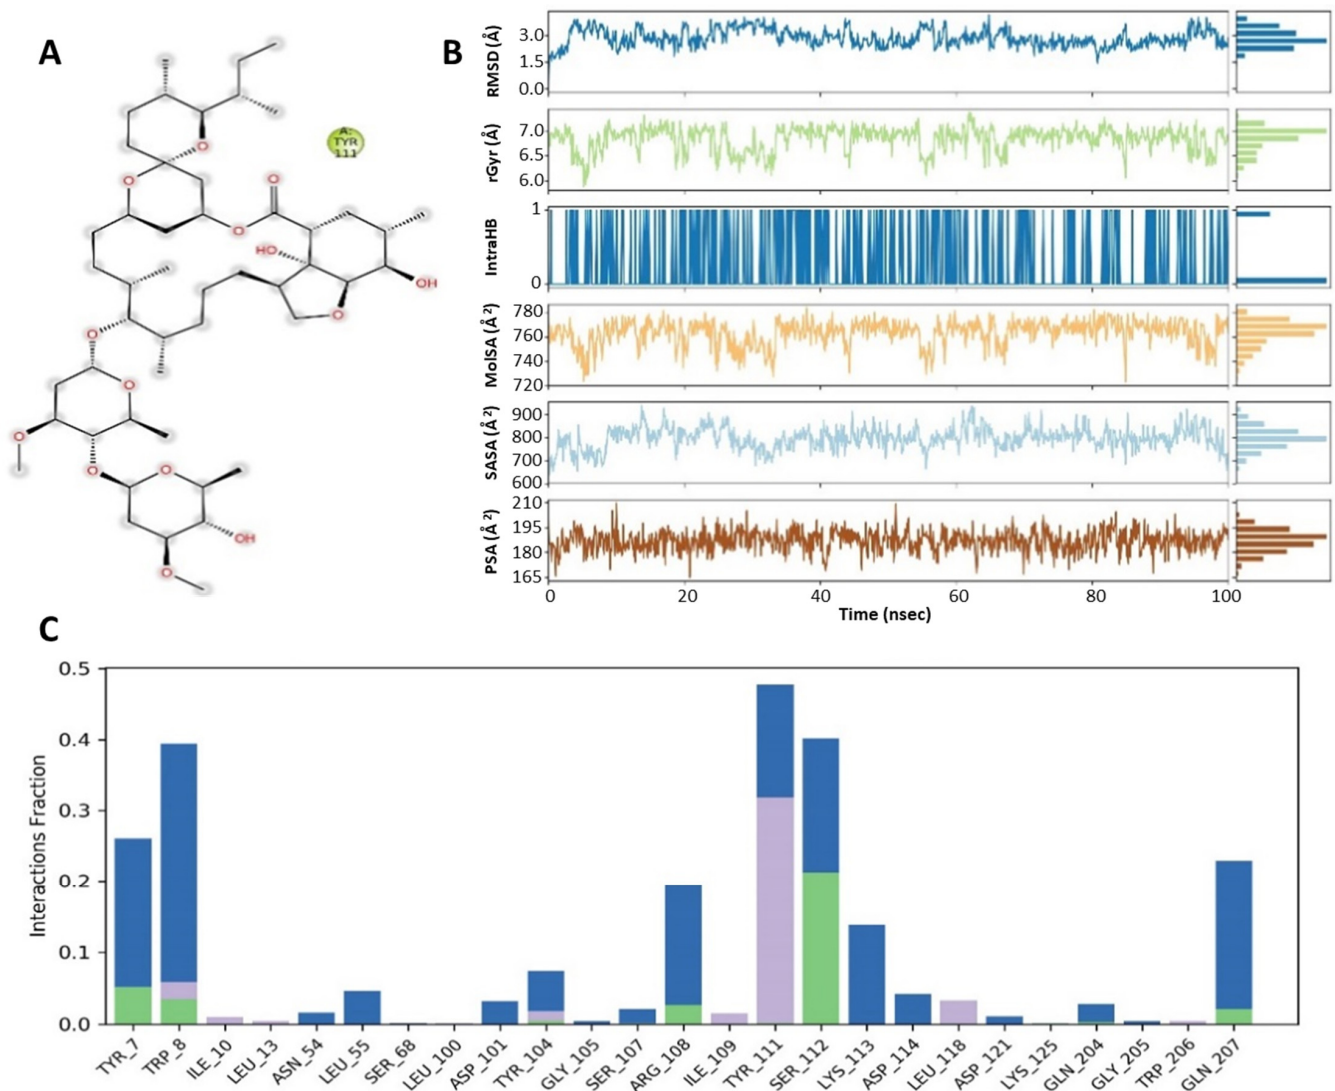 A
A:
TYR
111
O
O
O
O
O
HO
OH
O
O
O
O
O
O
OH
O
B
RMSD (Å)
3.0
1.5
0.0
rGyr (Å)
7.0
6.5
6.0
IntraHB
1
0
MolSA (Å²)
780
760
740
720
SASA (Å²)
900
800
700
600
PSA (Å²)
210
195
180
165
0 20 40 60 80 100
Time (nsec)
C
Interactions Fraction
0.5
0.4
0.3
0.2
0.1
0.0
TYR_7
TRP_8
ILE_10
LEU_13
ASN_54
LEU_55
SER_68
LEU_100
ASP_101
TYR_104
GLY_105
SER_107
ARG_108
ILE_109
TYR_111
SER_112
LYS_113
ASP_114
LEU_118
ASP_121
LYS_125
GLN_204
GLY_205
TRP_206
GLN_207